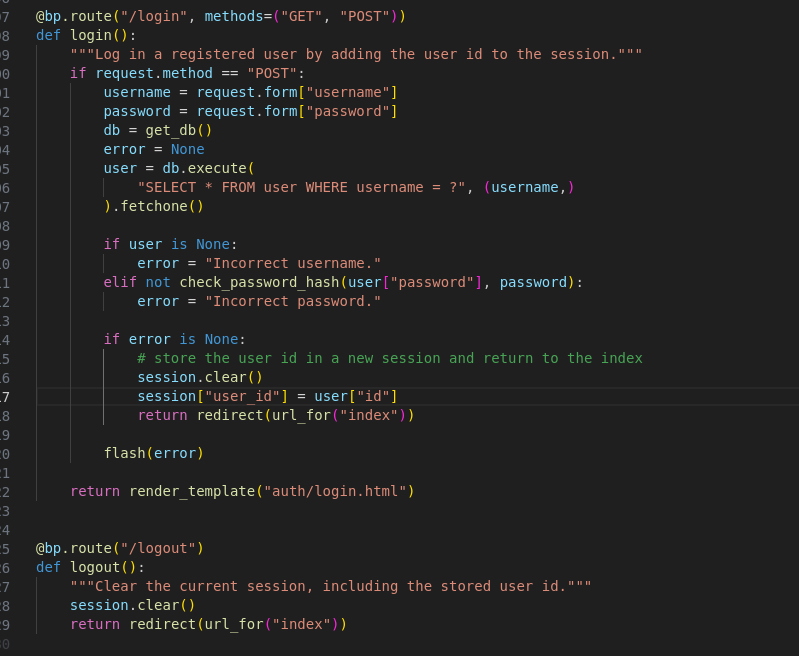 07 @bp.route("/login", methods=("GET", "POST"))
08 def login():
09     """Log in a registered user by adding the user id to the session."""
00     if request.method == "POST":
01         username = request.form["username"]
02         password = request.form["password"]
03         db = get_db()
04         error = None
05         user = db.execute(
06             "SELECT * FROM user WHERE username = ?", (username,)
07         ).fetchone()
08
09         if user is None:
10             error = "Incorrect username."
11         elif not check_password_hash(user["password"], password):
12             error = "Incorrect password."
13
14         if error is None:
15             # store the user id in a new session and return to the index
16             session.clear()
17             session["user_id"] = user["id"]
18             return redirect(url_for("index"))
19
20         flash(error)
21
22     return render_template("auth/login.html")
23
24
25 @bp.route("/logout")
26 def logout():
27     """Clear the current session, including the stored user id."""
28     session.clear()
29     return redirect(url_for("index"))
30